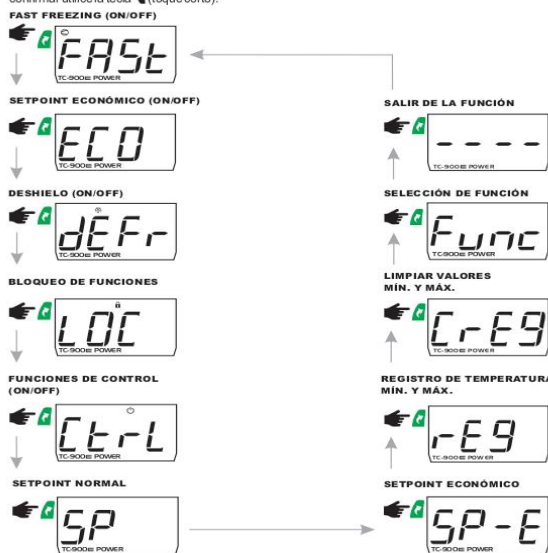 confirmar utilice la tecla (toque corto).
FAST FREEZING (ON/OFF)
FASt
TC-900E POWER
SETPOINT ECONÓMICO (ON/OFF)
ECO
TC-900E POWER
DESHIELO (ON/OFF)
dEFr
TC-900E POWER
BLOQUEO DE FUNCIONES
LOC
TC-900E POWER
FUNCIONES DE CONTROL
(ON/OFF)
CtrL
TC-900E POWER
SETPOINT NORMAL
SP
TC-900E POWER
SALIR DE LA FUNCIÓN
- - - -
TC-900E POWER
SELECCIÓN DE FUNCIÓN
Func
TC-900E POWER
LIMPIAR VALORES
MÍN. Y MÁX.
CrEg
TC-900E POWER
REGISTRO DE TEMPERATURA
MÍN. Y MÁX.
rEg
TC-900E POWER
SETPOINT ECONÓMICO
SP-E
TC-900E POWER